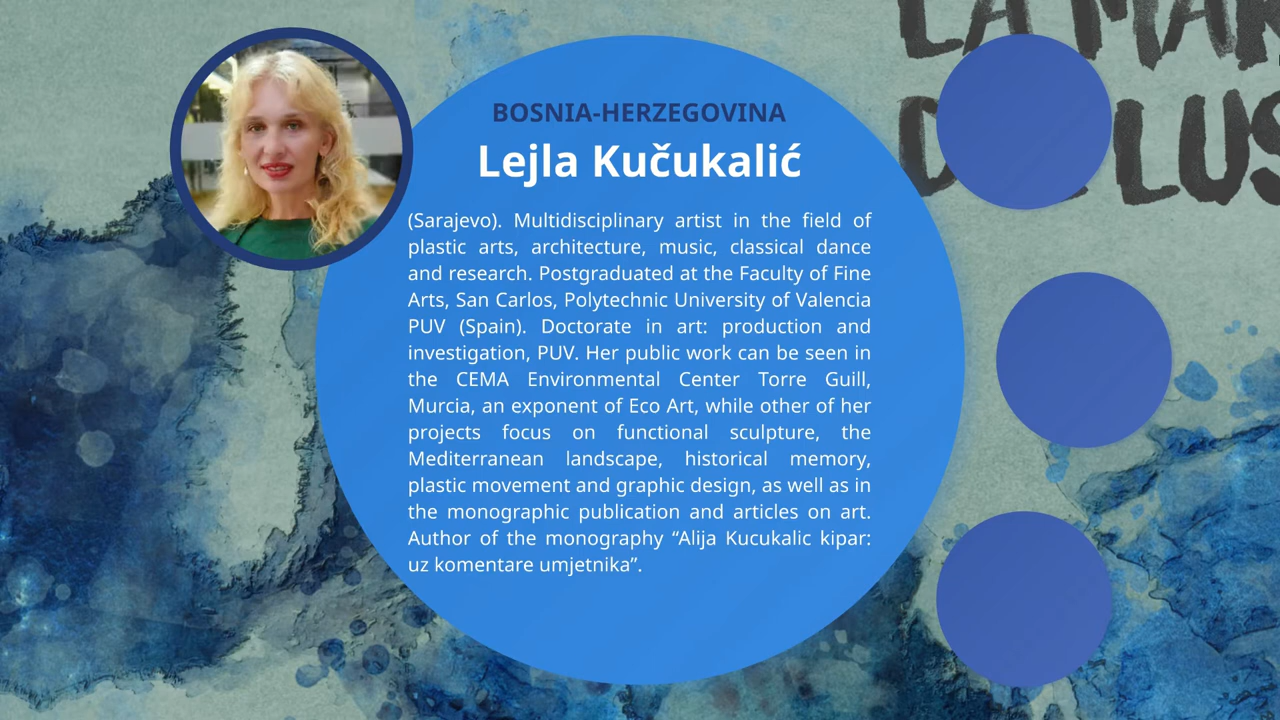 LA MAR
D LUS
BOSNIA-HERZEGOVINA
Lejla Kučukalić
(Sarajevo). Multidisciplinary artist in the field of
plastic arts, architecture, music, classical dance
and research. Postgraduated at the Faculty of Fine
Arts, San Carlos, Polytechnic University of Valencia
PUV (Spain). Doctorate in art: production and
investigation, PUV. Her public work can be seen in
the CEMA Environmental Center Torre Guill,
Murcia, an exponent of Eco Art, while other of her
projects focus on functional sculpture, the
Mediterranean landscape, historical memory,
plastic movement and graphic design, as well as in
the monographic publication and articles on art.
Author of the monography “Alija Kucukalic kipar:
uz komentare umjetnika”.